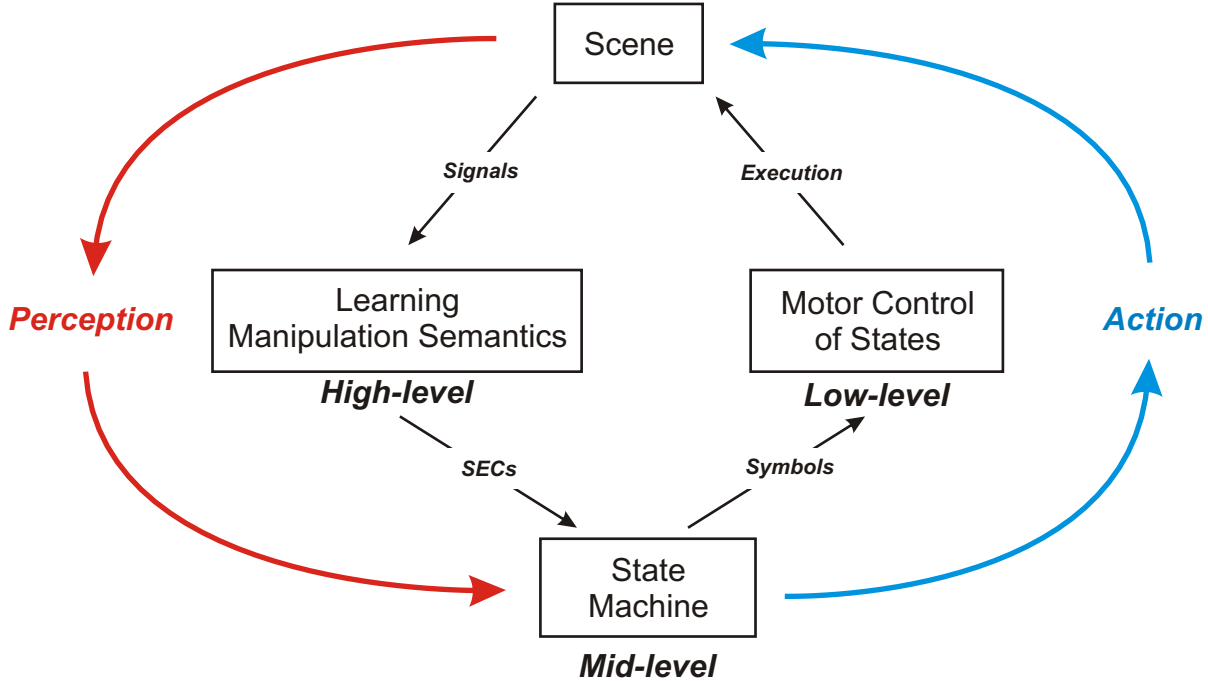 Scene
Signals
Execution
Learning
Manipulation Semantics
High-level
Motor Control
of States
Low-level
Perception
Action
SECs
Symbols
State
Machine
Mid-level